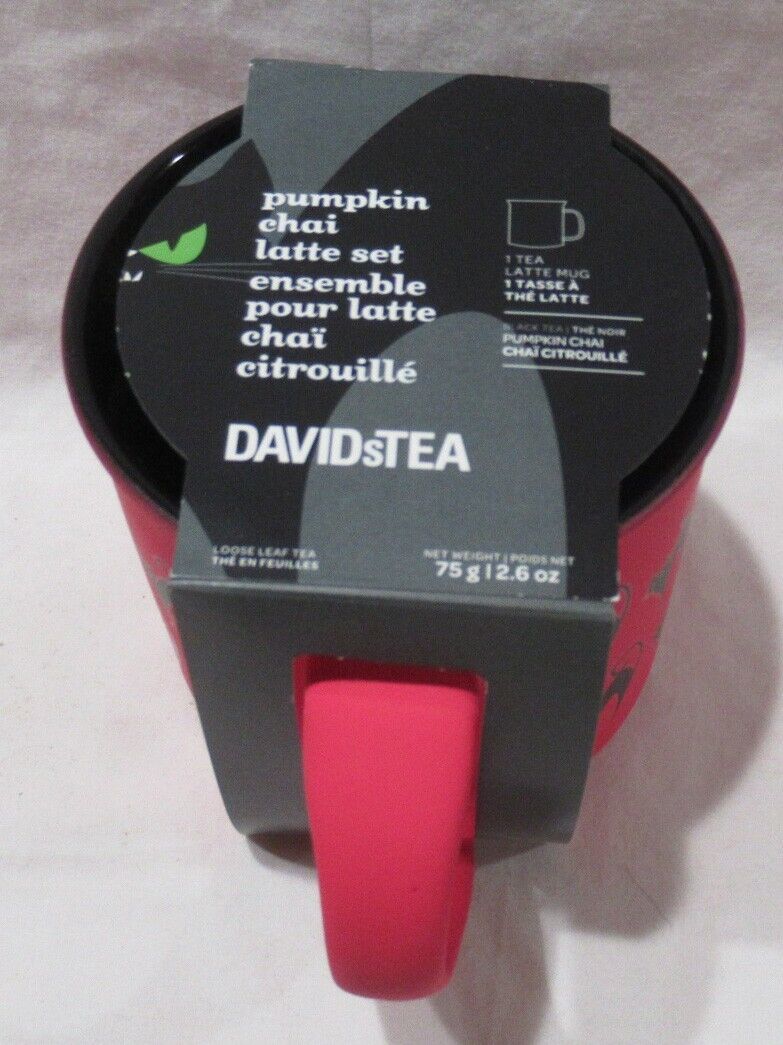 pumpkin
chai
latte set
ensemble
pour latte
chaï
citrouillé
1 TEA
LATTE MUG
1 TASSE À
THÉ LATTE
BLACK TEA | THÉ NOIR
PUMPKIN CHAI
CHAÏ CITROUILLÉ
DAVIDsTEA
LOOSE LEAF TEA
THÉ EN FEUILLES
NET WEIGHT | POIDS NET
75 g | 2.6 oz